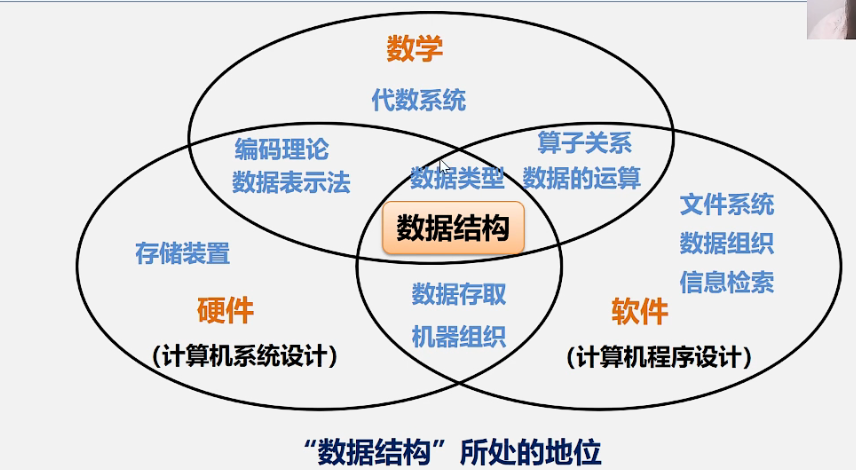 数学
代数系统
编码理论
数据表示法
算子关系
数据类型
数据的运算
数据结构
文件系统
数据组织
信息检索
存储装置
硬件
(计算机系统设计)
数据存取
机器组织
软件
(计算机程序设计)
“数据结构”所处的地位